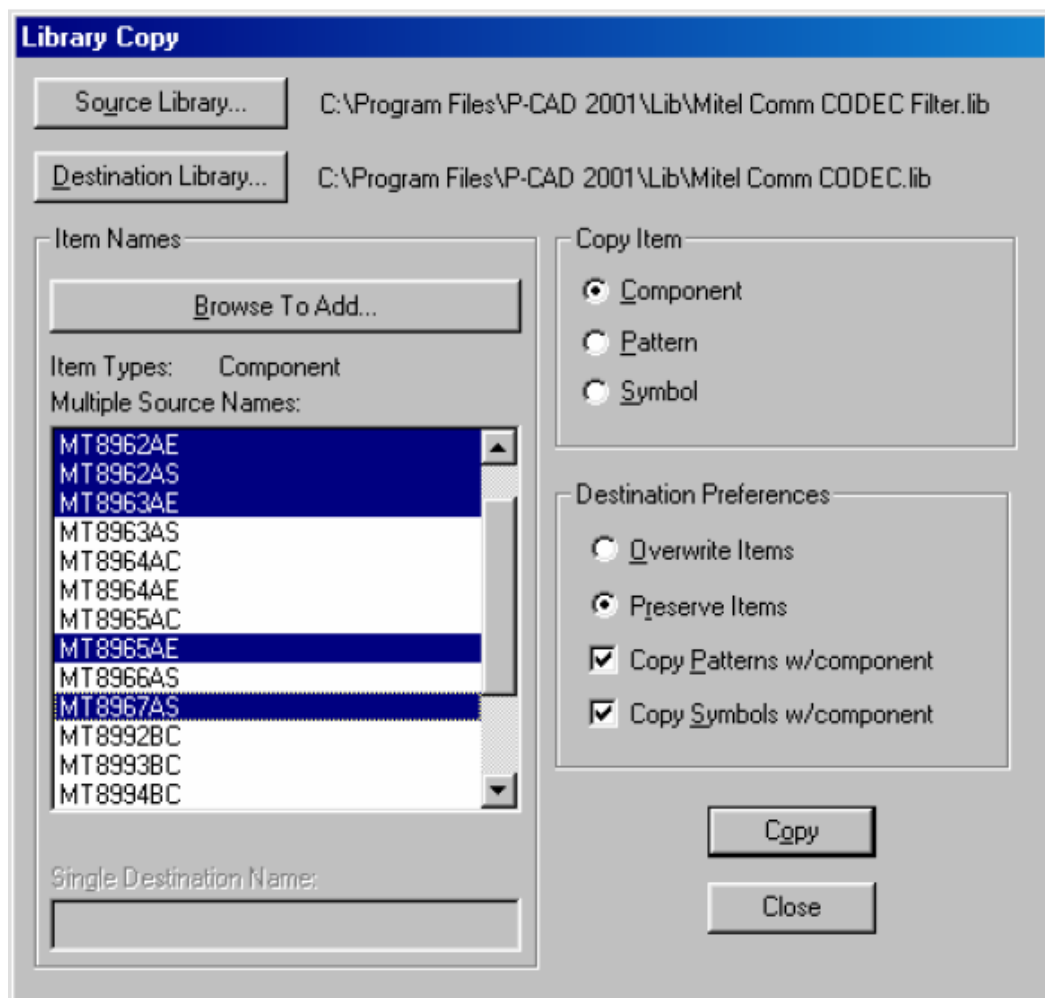 Library Copy
Source Library... C:\Program Files\P-CAD 2001\Lib\Mitel Comm CODEC Filter.lib
Destination Library... C:\Program Files\P-CAD 2001\Lib\Mitel Comm CODEC.lib
Item Names
Browse To Add...
Item Types: Component
Multiple Source Names:
MT8962AE
MT8962AS
MT8963AE
MT8963AS
MT8964AC
MT8964AE
MT8965AC
MT8965AE
MT8966AS
MT8967AS
MT8992BC
MT8993BC
MT8994BC
Single Destination Name:
Copy Item
Component
Pattern
Symbol
Destination Preferences
Overwrite Items
Preserve Items
Copy Patterns w/component
Copy Symbols w/component
Copy
Close